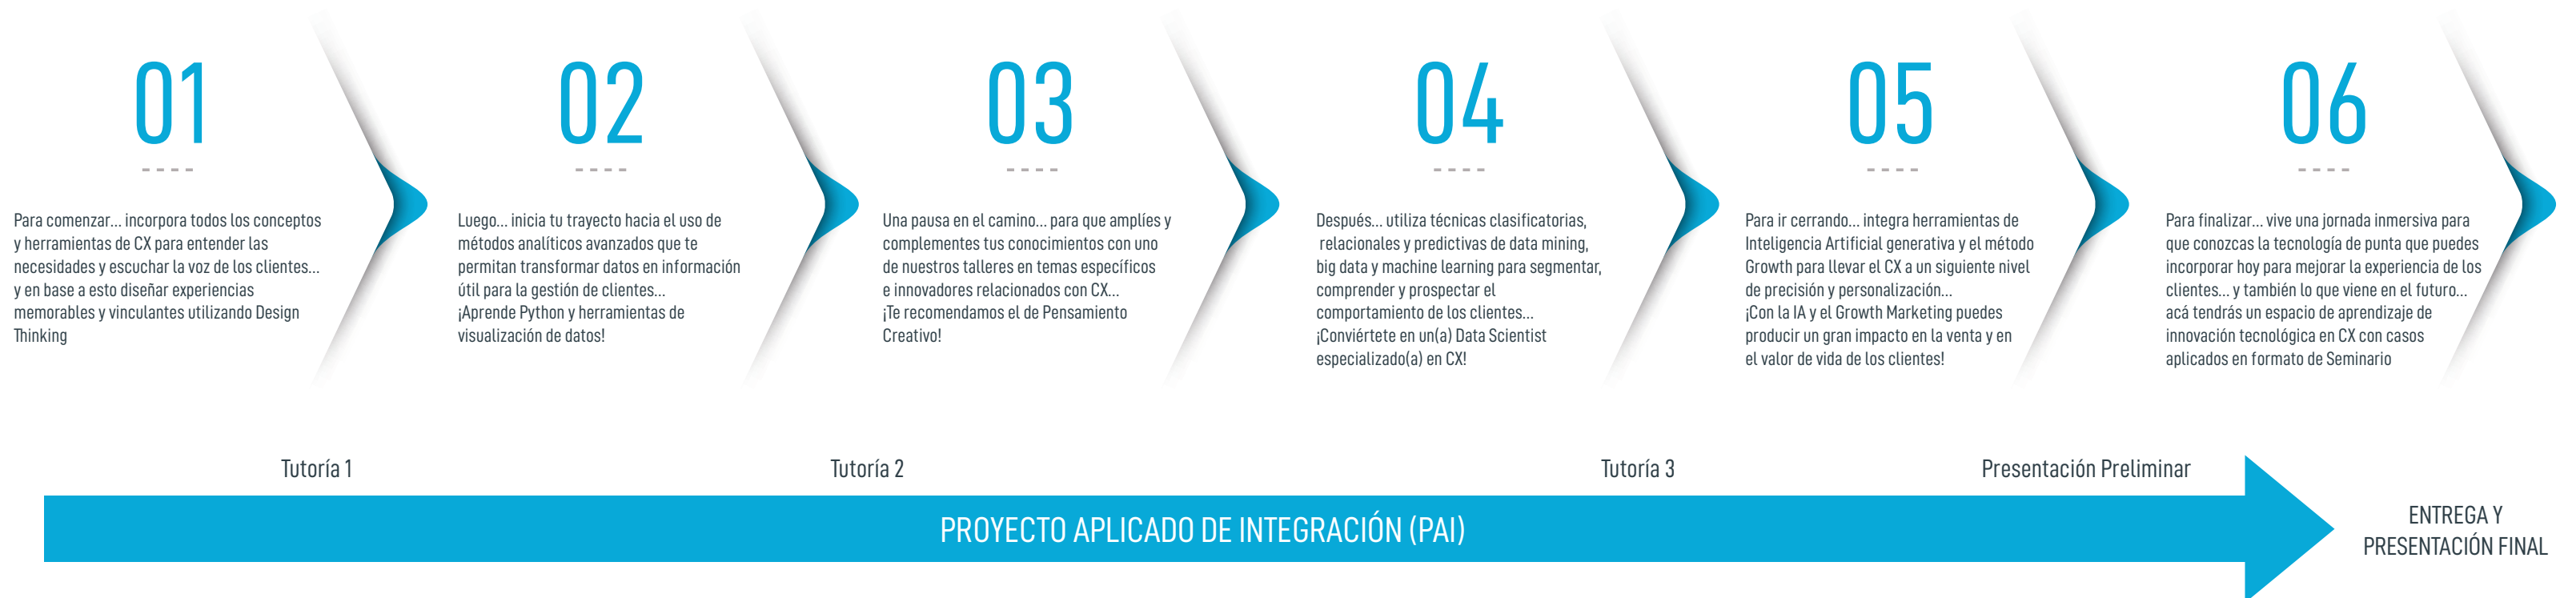 01
Para comenzar... incorpora todos los conceptos
y herramientas de CX para entender las
necesidades y escuchar la voz de los clientes...
y en base a esto diseñar experiencias
memorables y vinculantes utilizando Design
Thinking
02
Luego... inicia tu trayecto hacia el uso de
métodos analíticos avanzados que te
permitan transformar datos en información
útil para la gestión de clientes...
¡Aprende Python y herramientas de
visualización de datos!
03
Una pausa en el camino... para que amplíes y
complementes tus conocimientos con uno
de nuestros talleres en temas específicos
e innovadores relacionados con CX...
¡Te recomendamos el de Pensamiento
Creativo!
04
Después... utiliza técnicas clasificatorias,
relacionales y predictivas de data mining,
big data y machine learning para segmentar,
comprender y prospectar el
comportamiento de los clientes...
¡Conviértete en un(a) Data Scientist
especializado(a) en CX!
05
Para ir cerrando... integra herramientas de
Inteligencia Artificial generativa y el método
Growth para llevar el CX a un siguiente nivel
de precisión y personalización...
¡Con la IA y el Growth Marketing puedes
producir un gran impacto en la venta y en
el valor de vida de los clientes!
06
Para finalizar... vive una jornada inmersiva para
que conozcas la tecnología de punta que puedes
incorporar hoy para mejorar la experiencia de los
clientes... y también lo que viene en el futuro...
acá tendrás un espacio de aprendizaje de
innovación tecnológica en CX con casos
aplicados en formato de Seminario
Tutoría 1
Tutoría 2
Tutoría 3
Presentación Preliminar
PROYECTO APLICADO DE INTEGRACIÓN (PAI)
ENTREGA Y
PRESENTACIÓN FINAL